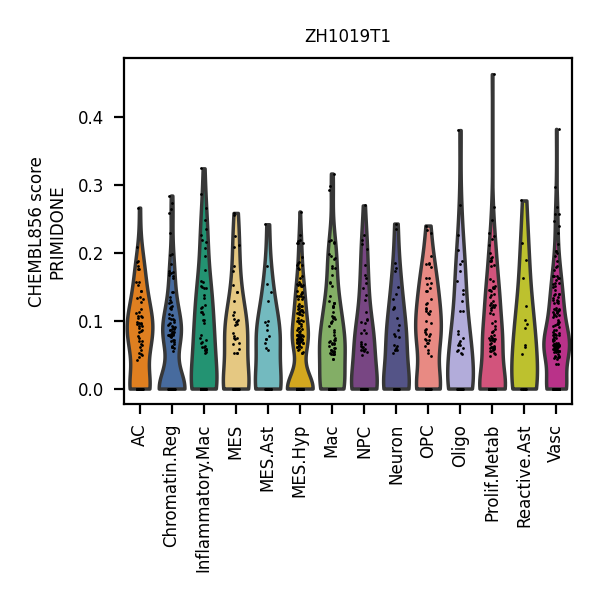 ZH1019T1
CHEMBL856 score
PRIMIDONE
0.4
0.3
0.2
0.1
0.0
AC
Chromatin.Reg
Inflammatory.Mac
MES
MES.Ast
MES.Hyp
Mac
NPC
Neuron
OPC
Oligo
Prolif.Metab
Reactive.Ast
Vasc